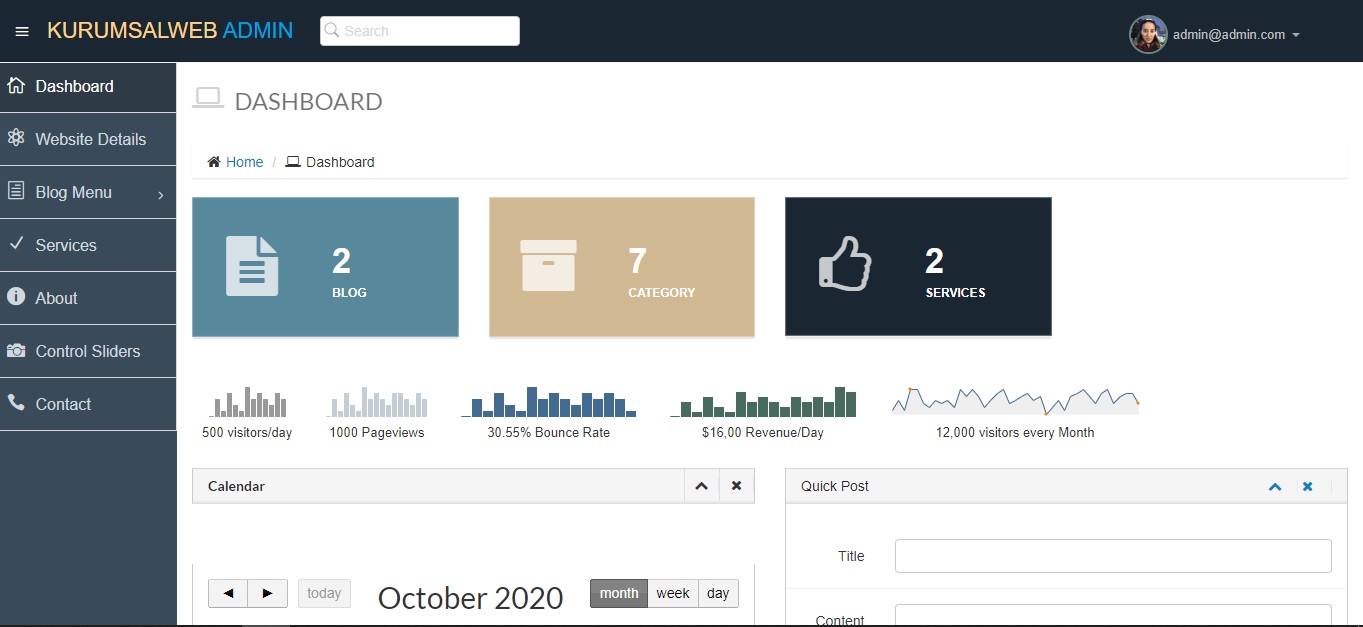 KURUMSALWEB ADMIN
Search
admin@admin.com
Dashboard
Website Details
Blog Menu
Services
About
Control Sliders
Contact
DASHBOARD
Home / Dashboard
2
BLOG
7
CATEGORY
2
SERVICES
500 visitors/day
1000 Pageviews
30.55% Bounce Rate
$16,00 Revenue/Day
12,000 visitors every Month
Calendar
today
October 2020
month
week
day
Quick Post
Title
Content